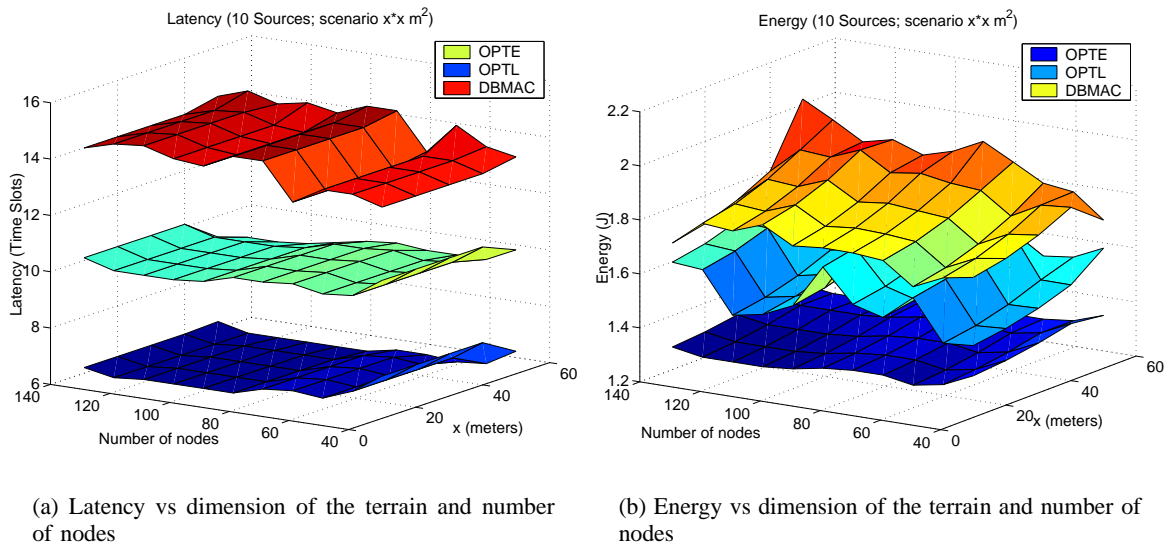 Latency (10 Sources; scenario x*x m²)
OPTE
OPTL
DBMAC
16
14
12
10
8
6
Latency (Time Slots)
140
120
100
80
60
40
Number of nodes
0
20
40
60
x (meters)
Energy (10 Sources; scenario x*x m²)
OPTE
OPTL
DBMAC
2.2
2
1.8
1.6
1.4
1.2
Energy (J)
140
120
100
80
60
40
Number of nodes
0
20
40
60
x (meters)
(a) Latency vs dimension of the terrain and number
of nodes
(b) Energy vs dimension of the terrain and number of
nodes